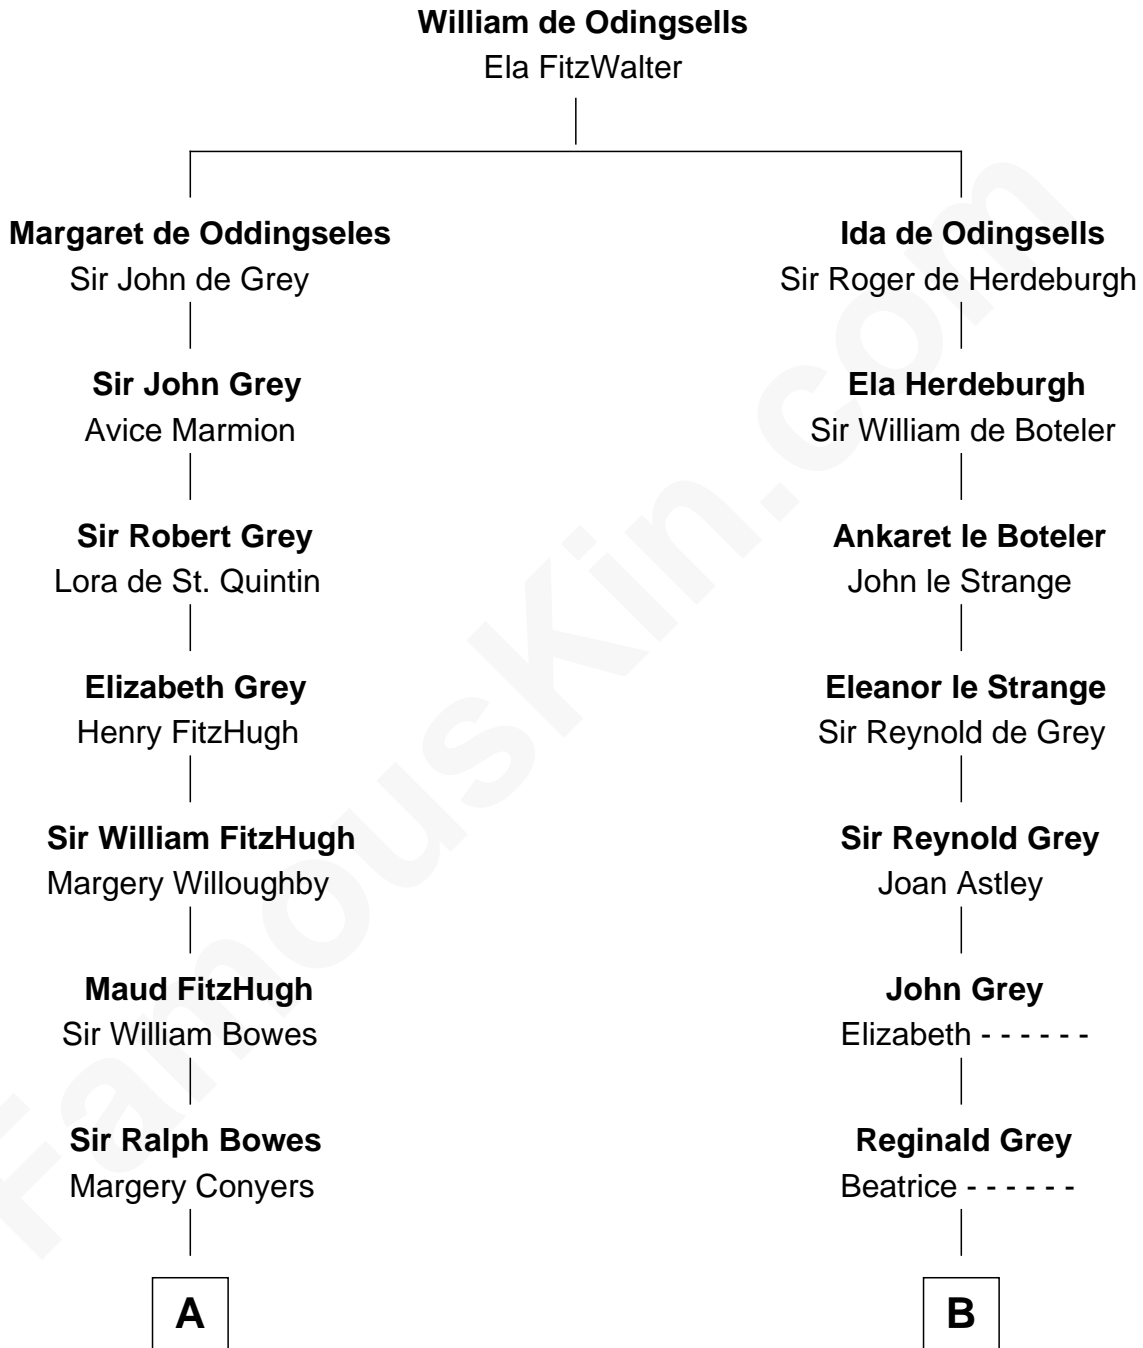 William de Odingsells
Ela FitzWalter
Margaret de Oddingseles
Sir John de Grey
Ida de Odingsells
Sir Roger de Herdeburgh
Sir John Grey
Avice Marmion
Ela Herdeburgh
Sir William de Boteler
Sir Robert Grey
Lora de St. Quintin
Ankaret le Boteler
John le Strange
Elizabeth Grey
Henry FitzHugh
Eleanor le Strange
Sir Reynold de Grey
Sir William FitzHugh
Margery Willoughby
Sir Reynold Grey
Joan Astley
Maud FitzHugh
Sir William Bowes
John Grey
Elizabeth - - - - - -
Sir Ralph Bowes
Margery Conyers
Reginald Grey
Beatrice - - - - - -
A
B
FamousKin.com